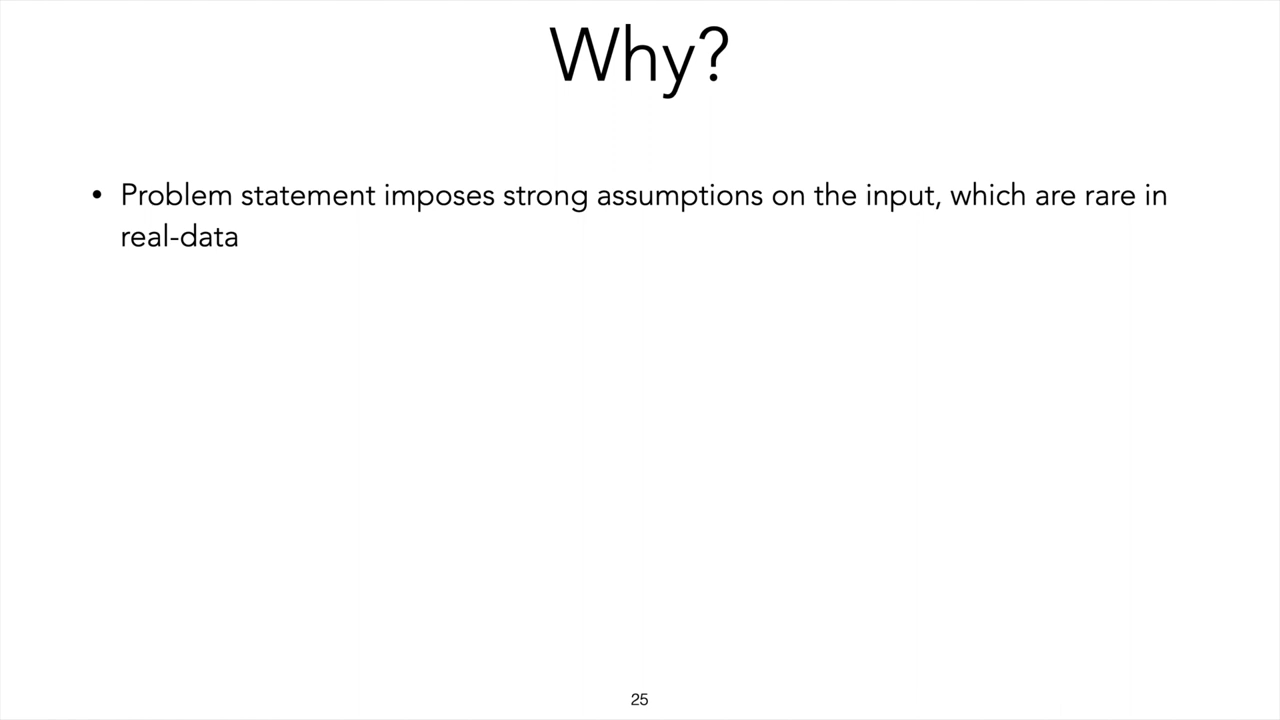 Why?
• Problem statement imposes strong assumptions on the input, which are rare in
real-data
25